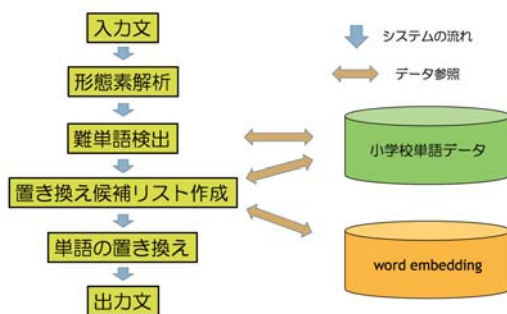 入力文
形態素解析
難単語検出
置き換え候補リスト作成
単語の置き換え
出力文
システムの流れ
データ参照
小学校単語データ
word embedding